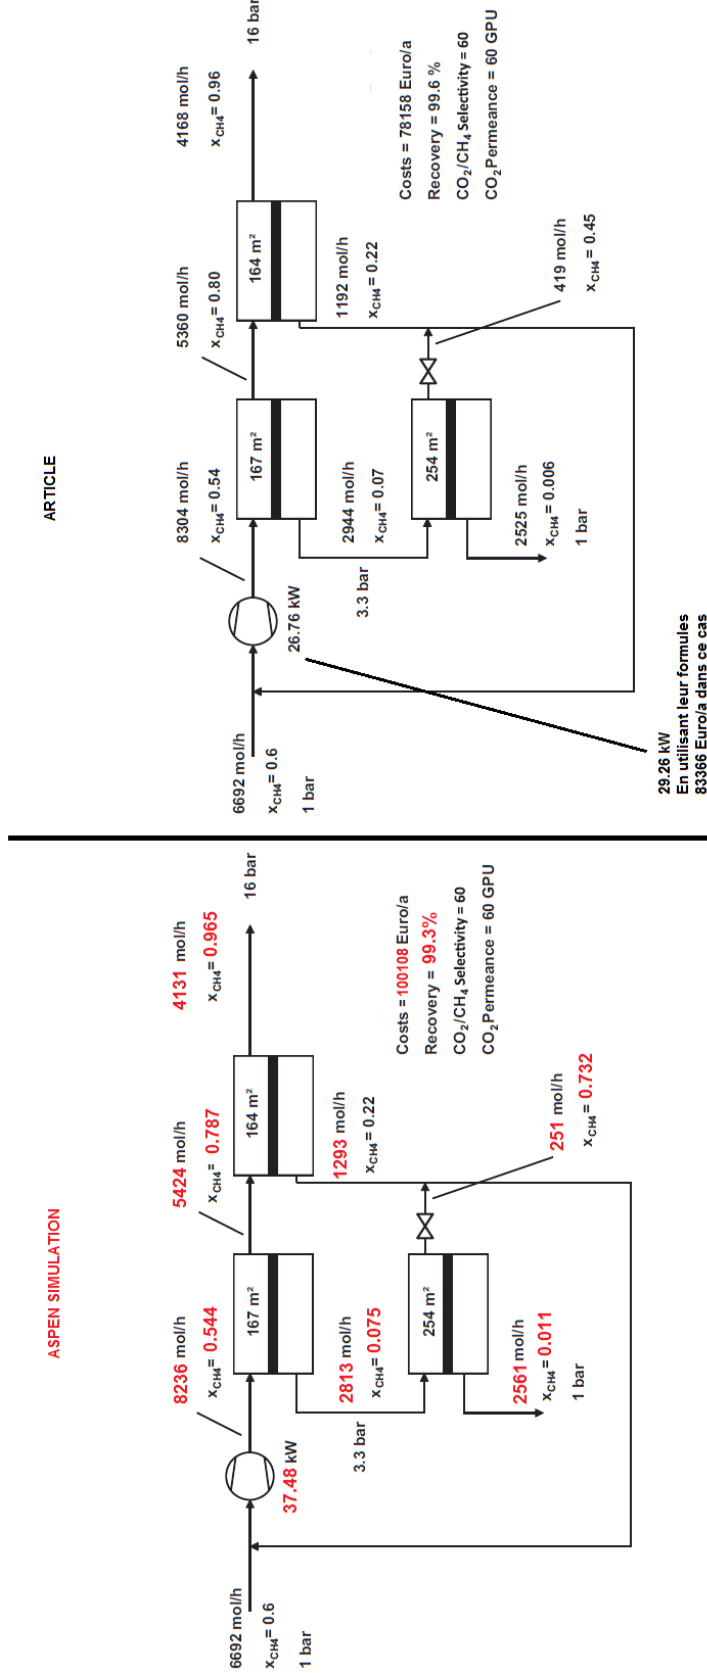 ARTICLE
6692 mol/h
xCH4= 0.6
1 bar
26.76 kW
8304 mol/h
xCH4= 0.54
167 m²
5360 mol/h
xCH4= 0.80
164 m²
4168 mol/h
xCH4= 0.96
16 bar
2944 mol/h
xCH4= 0.07
3.3 bar
1192 mol/h
xCH4= 0.22
254 m²
419 mol/h
xCH4= 0.45
2525 mol/h
xCH4= 0.006
1 bar
Costs = 78158 Euro/a
Recovery = 99.6 %
CO2/CH4 Selectivity = 60
CO2Permeance = 60 GPU
29.26 kW
En utilisant leur formules
83366 Euro/a dans ce cas
ASPEN SIMULATION
6692 mol/h
xCH4= 0.6
1 bar
37.48 kW
8236 mol/h
xCH4= 0.544
167 m²
5424 mol/h
xCH4= 0.787
164 m²
4131 mol/h
xCH4= 0.965
16 bar
2813 mol/h
xCH4= 0.075
3.3 bar
1293 mol/h
xCH4= 0.22
254 m²
251 mol/h
xCH4= 0.732
2561 mol/h
xCH4= 0.011
1 bar
Costs = 100108 Euro/a
Recovery = 99.3%
CO2/CH4 Selectivity = 60
CO2Permeance = 60 GPU